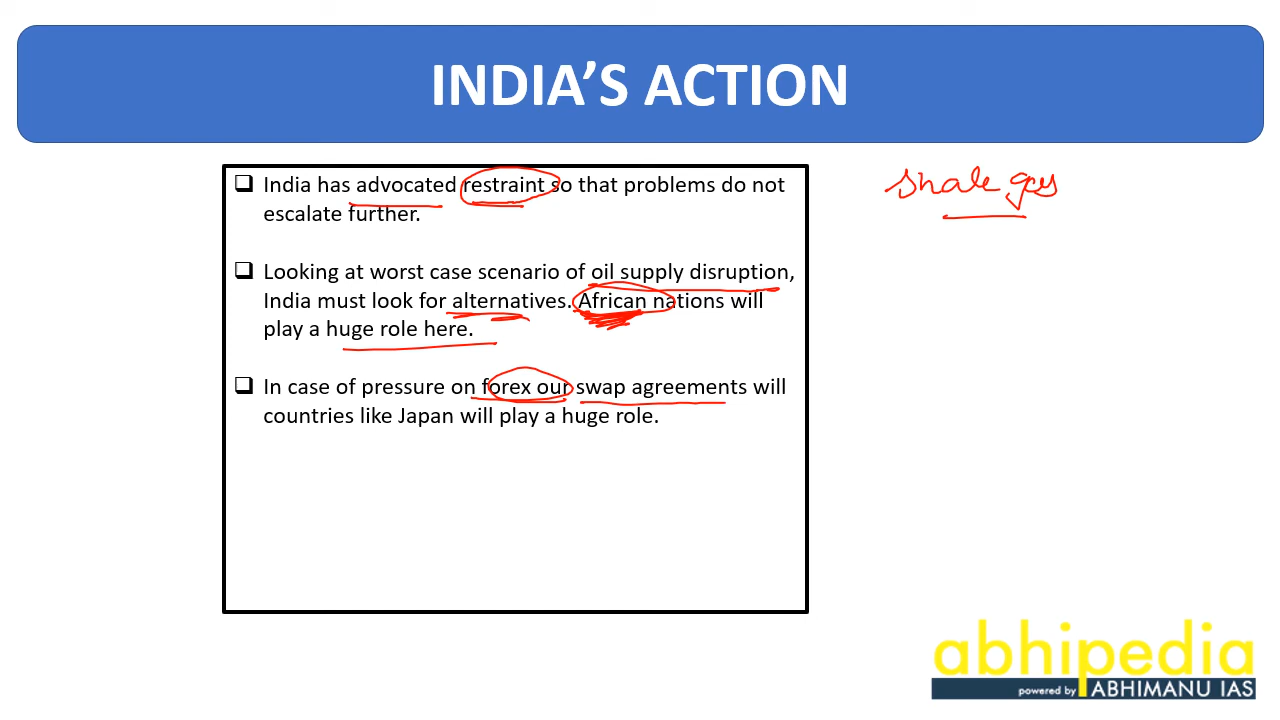 INDIA’S ACTION
❑ India has advocated restraint so that problems do not
escalate further.
❑ Looking at worst case scenario of oil supply disruption,
India must look for alternatives. African nations will
play a huge role here.
❑ In case of pressure on forex our swap agreements will
countries like Japan will play a huge role.
shale gas
abhipedia
powered by ABHIMANU IAS